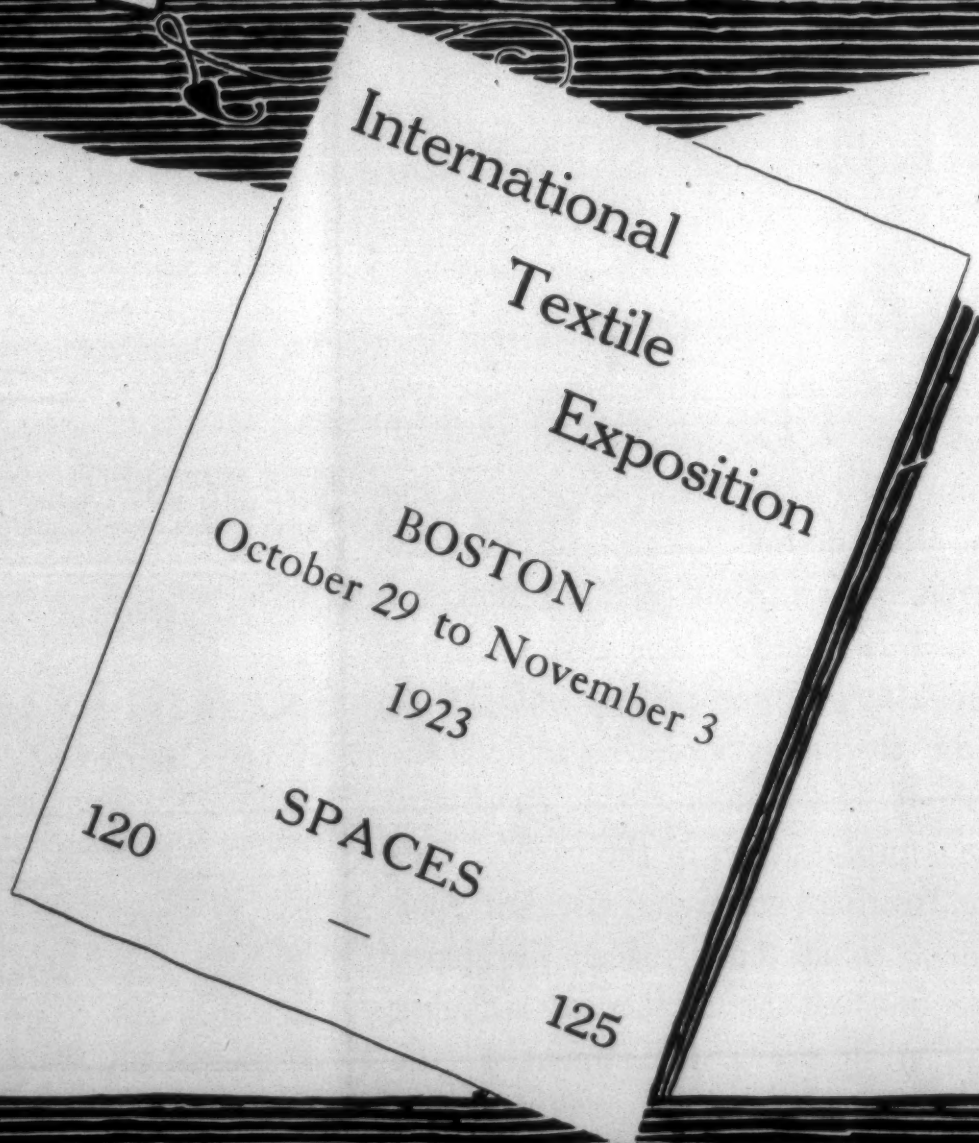 International
Textile
Exposition
BOSTON
October 29 to November 3
1923
SPACES
120
125